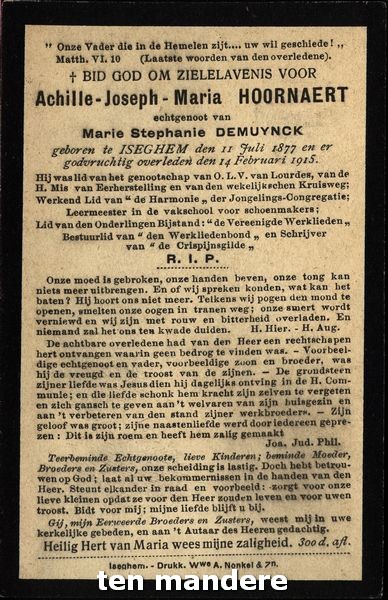 " Onze Vader die in de Hemelen zijt.... uw wil geschiede ! "
Matth. VI. 10 (Laatste woorden van den overledene).
† BID GOD OM ZIELELAVENIS VOOR
Achille-Joseph-Maria HOORNAERT
echtgenoot van
Marie Stephanie DEMUYNCK
geboren te ISEGHEM den 11 Juli 1877 en er
godvruchtig overleden den 14 Februari 1915.
Hij was lid van het genootschap van O. L. V. van Lourdes, van de
H. Mis van Eerherstelling en van den wekelijkschen Kruisweg;
Werkend Lid van " de Harmonie „ der Jongelings-Congregatie;
Leermeester in de vakschool voor schoenmakers;
Lid van den Onderlingen Bijstand: " de Vereenigde Werklieden „
Bestuurlid van " den Werkliedenbond „ en Schrijver
van " de Crispijnsgilde „
R. I. P.
Onze moed is gebroken, onze handen beven, onze tong kan
niets meer uitbrengen. En of wij spreken konden, wat kan het
baten? Hij hoort ons niet meer. Telkens wij pogen den mond te
openen, smelten onze oogen in tranen weg; onze smert wordt
verniewd en wij zijn met rouw en bitterheid overladen. En
niemand zal het ons ten kwade duiden. H. Hier. - H. Aug.
De achtbare overledene had van den Heer een rechtschapen
hert ontvangen waarin geen bedrog te vinden was. - Voorbeel-
dige echtgenoot en vader, voorbeeldige zoon en broeder, was
hij de vreugd en de troost van de zijnen. - De grondsteen
zijner liefde was Jesus dien hij dagelijks ontving in de H. Com-
munie; en die liefde schonk hem kracht zijn zelven te vergeten
en zich gansch te geven aan 't welvaren van zijn huisgezin en
aan 't verbeteren van den stand zijner werkbroeders. - Zijn
geloof was groot; zijne naastenliefde werd door iedereen gepre-
zen : Dit is zijn roem en heeft hem zalig gemaakt
Joa. Jud. Phil.
Teerbeminde Echtgenoote, lieve Kinderen; beminde Moeder,
Broeders en Zusters, onze scheiding is lastig. Doch hebt betrou-
wen op God; laat al uw bekommernissen in de handen van den
Heer. Steunt elkander in raad en voorbeeld zorgt voor onze
lieve kleinen opdat ze voor den Heer zouden leven en voor uwen
troost. Bidt voor mij; mijne liefde blijft u bij.
Gij, mijn Eerweerde Broeders en Zusters, weest mij in uwe
kerkelijke gebeden, en aan 't Autaar des Heeren gedachtig.
Heilig Hert van Maria wees mijne zaligheid. 300 d. afl.
Iseghem. - Drukk. Wwe A. Nonkel & Zn.
ten mandere